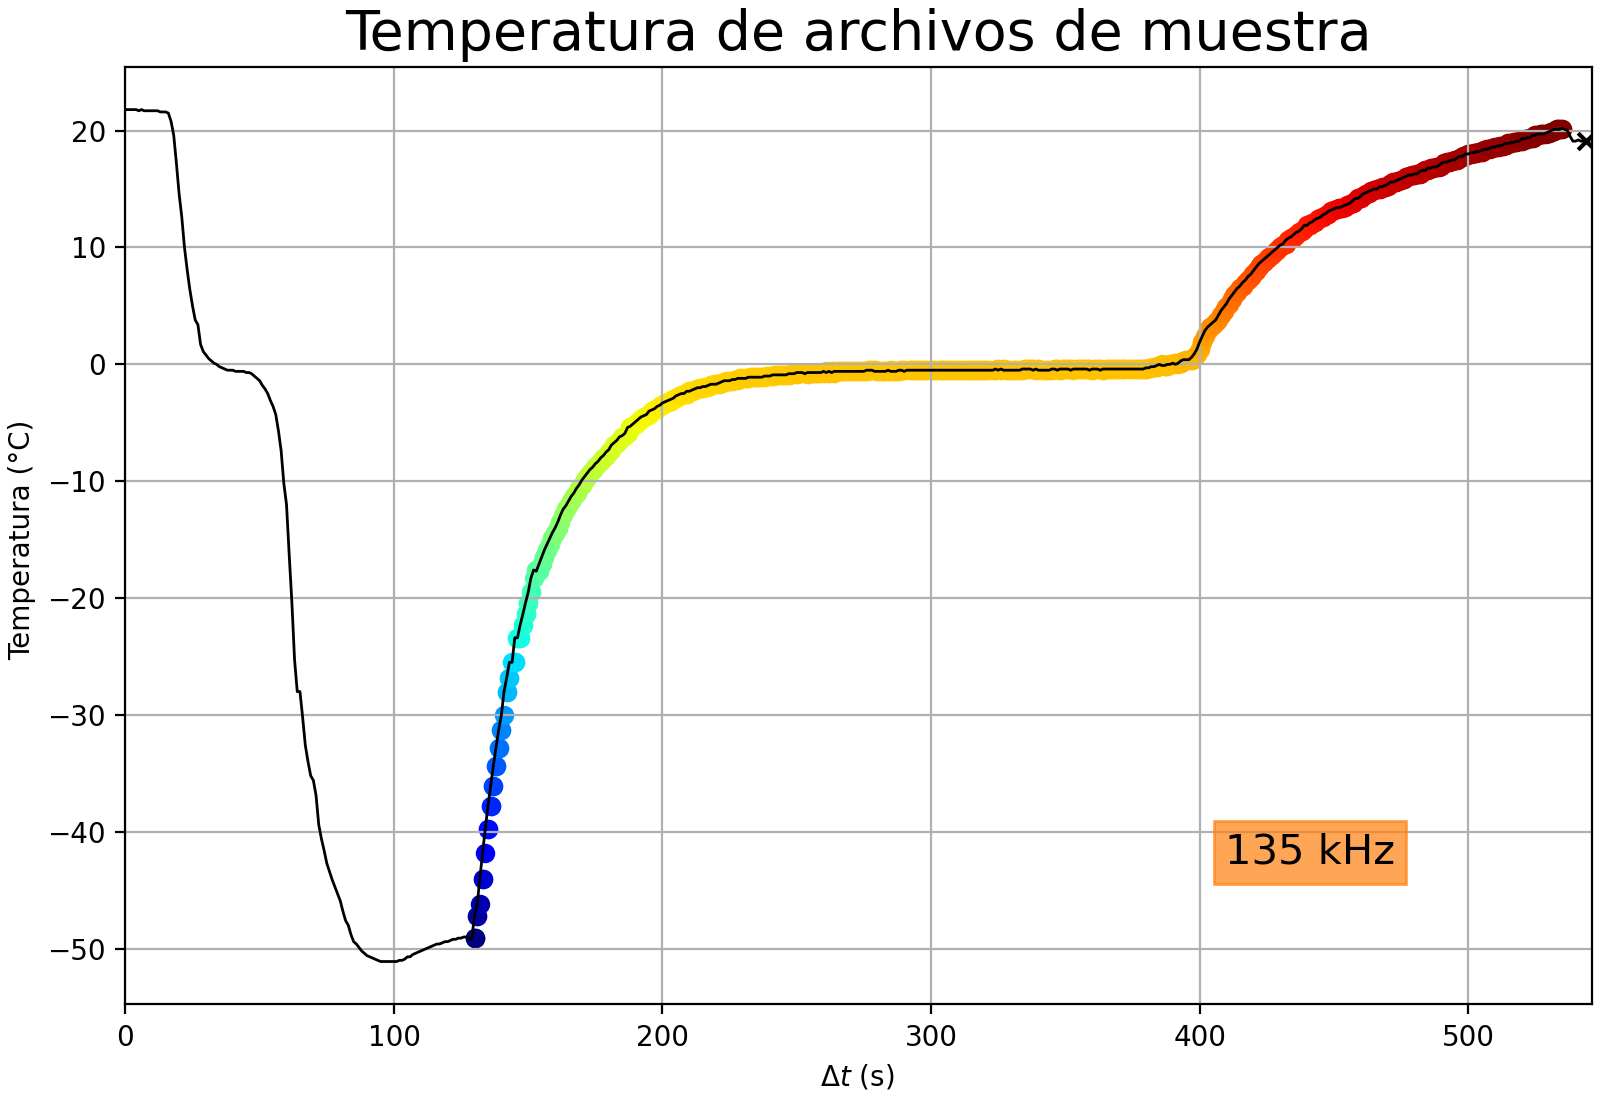 Temperatura de archivos de muestra
Temperatura (°C)
20
10
0
−10
−20
−30
−40
−50
135 kHz
0 100 200 300 400 500
Δt (s)